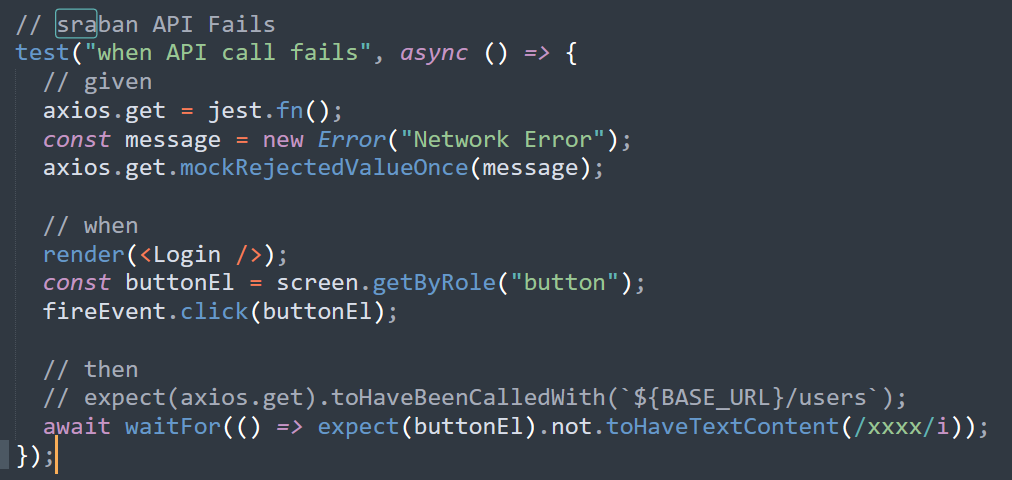 // sraban API Fails
test("when API call fails", async () => {
  // given
  axios.get = jest.fn();
  const message = new Error("Network Error");
  axios.get.mockRejectedValueOnce(message);

  // when
  render(<Login />);
  const buttonEl = screen.getByRole("button");
  fireEvent.click(buttonEl);

  // then
  // expect(axios.get).toHaveBeenCalledWith(`${BASE_URL}/users`);
  await waitFor(() => expect(buttonEl).not.toHaveTextContent(/xxxx/i));
});